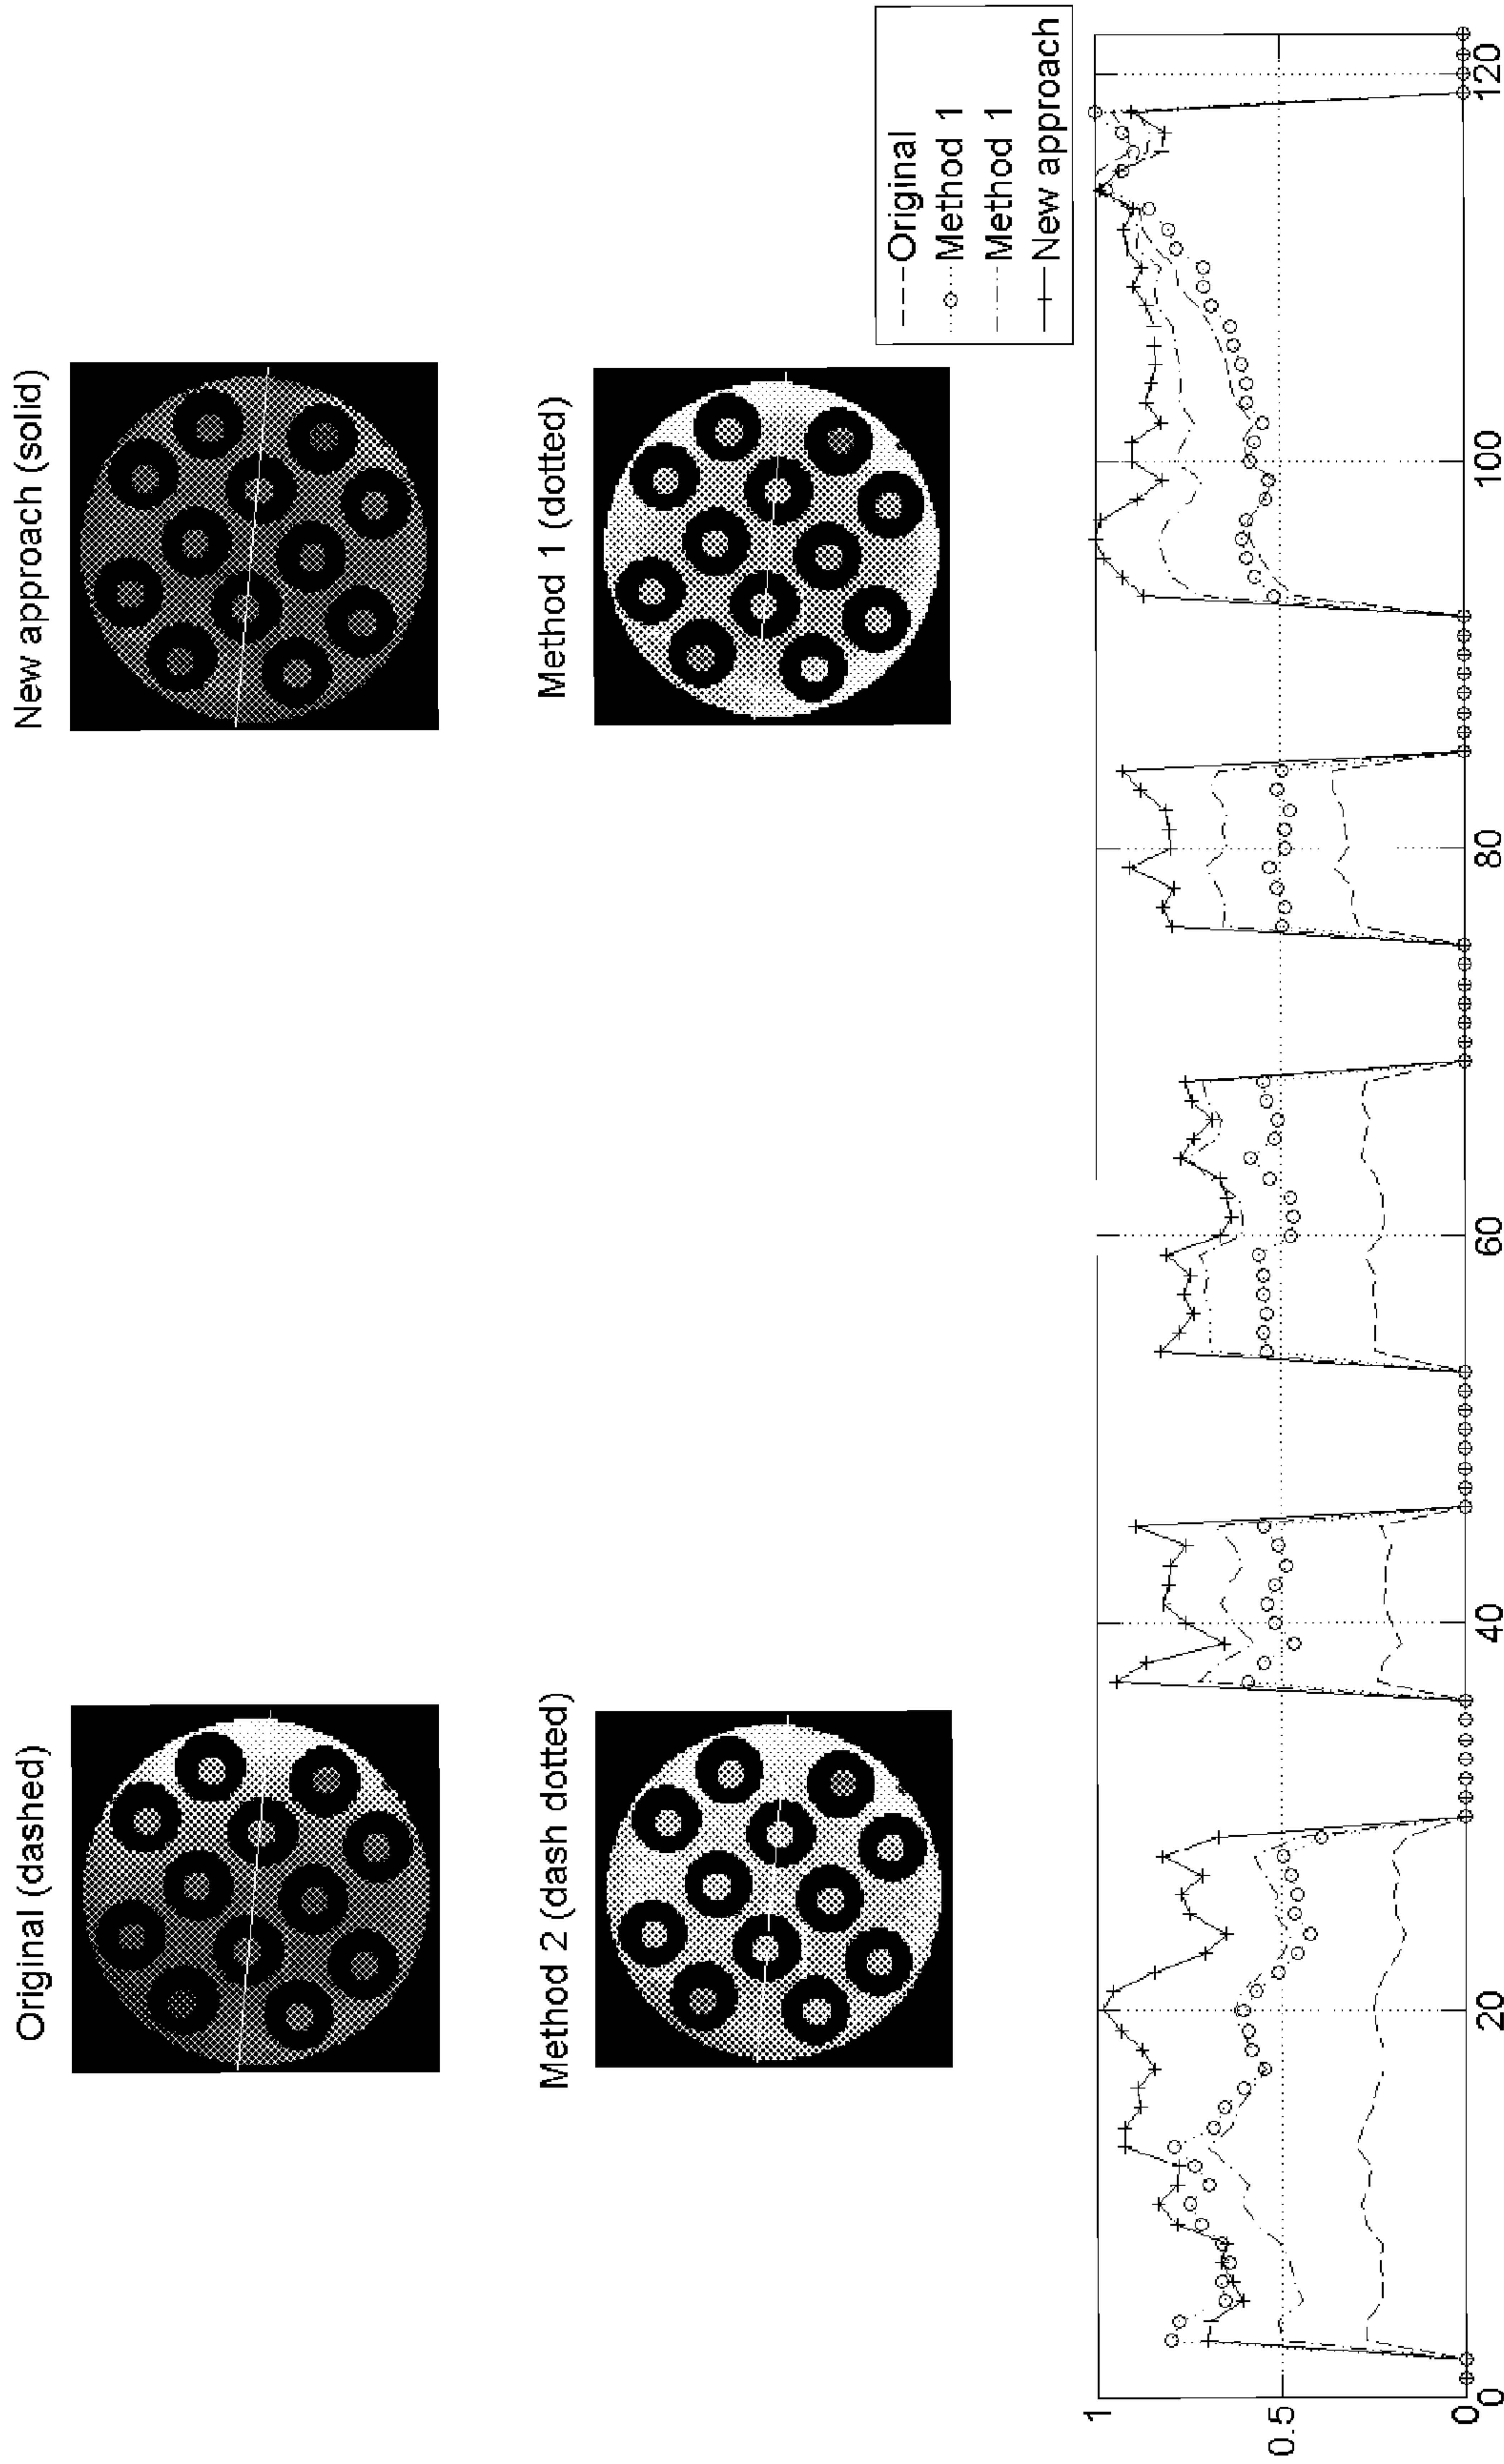 Original (dashed)
New approach (solid)
Method 2 (dash dotted)
Method 1 (dotted)
Original
Method 1
Method 1
New approach
1
0.5
0
0
20
40
60
80
100
120